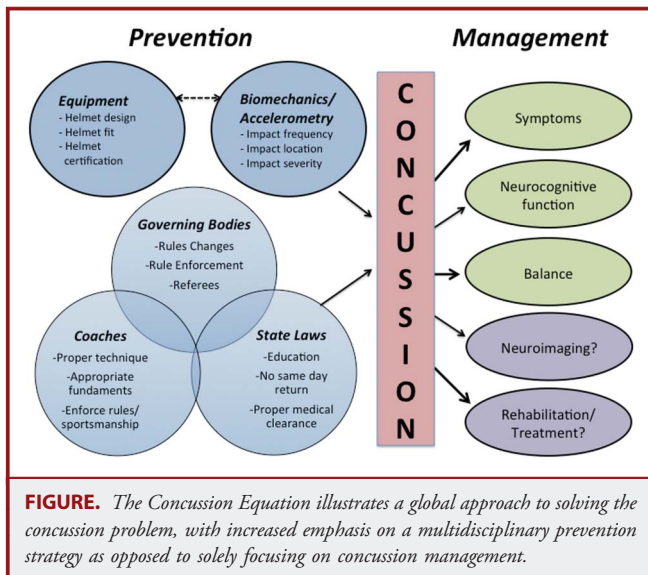 Prevention
Management
Equipment
- Helmet design
- Helmet fit
- Helmet
certification
Biomechanics/
Accelerometry
- Impact frequency
- Impact location
- Impact severity
Governing Bodies
-Rules Changes
-Rule Enforcement
-Referees
Coaches
-Proper technique
-Appropriate
fundaments
-Enforce rules/
sportsmanship
State Laws
-Education
-No same day
return
-Proper medical
clearance
C
O
N
C
U
S
S
I
O
N
Symptoms
Neurocognitive
function
Balance
Neuroimaging?
Rehabilitation/
Treatment?
FIGURE. The Concussion Equation illustrates a global approach to solving the
concussion problem, with increased emphasis on a multidisciplinary prevention
strategy as opposed to solely focusing on concussion management.